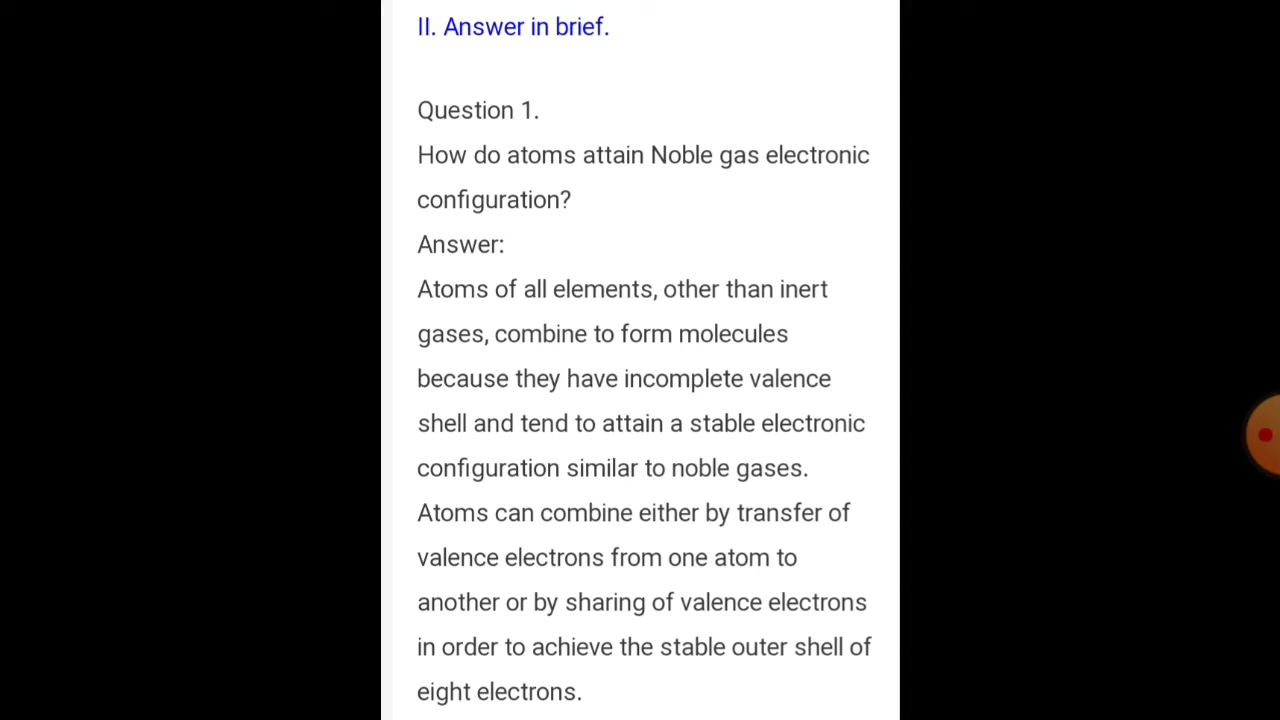 II. Answer in brief.
Question 1.
How do atoms attain Noble gas electronic
configuration?
Answer:
Atoms of all elements, other than inert
gases, combine to form molecules
because they have incomplete valence
shell and tend to attain a stable electronic
configuration similar to noble gases.
Atoms can combine either by transfer of
valence electrons from one atom to
another or by sharing of valence electrons
in order to achieve the stable outer shell of
eight electrons.